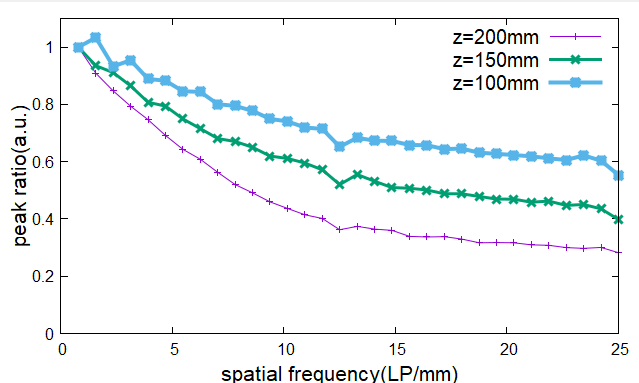 z=200mm
z=150mm
z=100mm
1
0.8
0.6
0.4
0.2
0
peak ratio(a.u.)
0 5 10 15 20 25
spatial frequency(LP/mm)